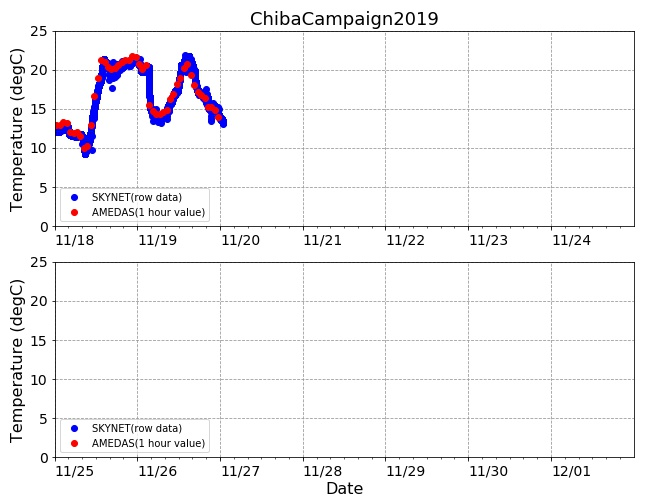 ChibaCampaign2019
25
20
15
10
5
0
Temperature (degC)
SKYNET(row data)
AMEDAS(1 hour value)
11/18 11/19 11/20 11/21 11/22 11/23 11/24
25
20
15
10
5
0
Temperature (degC)
SKYNET(row data)
AMEDAS(1 hour value)
11/25 11/26 11/27 11/28 11/29 11/30 12/01
Date